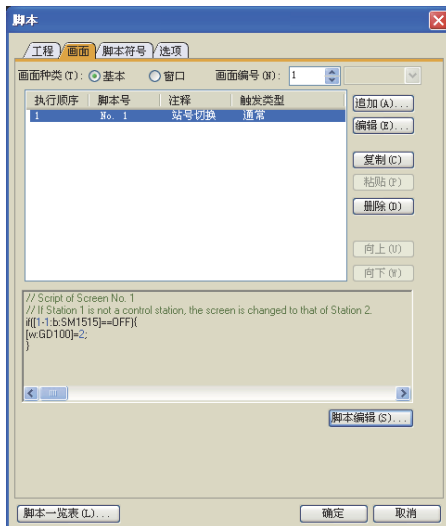 脚本
工程 画面 脚本符号 选项
画面种类(T): 基本 窗口 画面编号(N): 1
执行顺序 脚本号 注释 触发类型
1 No. 1 站号切换 通常
追加(A)...
编辑(E)...
复制(C)
粘贴(P)
删除(D)
向上(U)
向下(W)
// Script of Screen No. 1
// If Station 1 is not a control station, the screen is changed to that of Station 2.
if([1-1:b:SM1515]==OFF){
[w:GD100]=2;
}
脚本编辑(S)...
脚本一览表(L)... 确定 取消